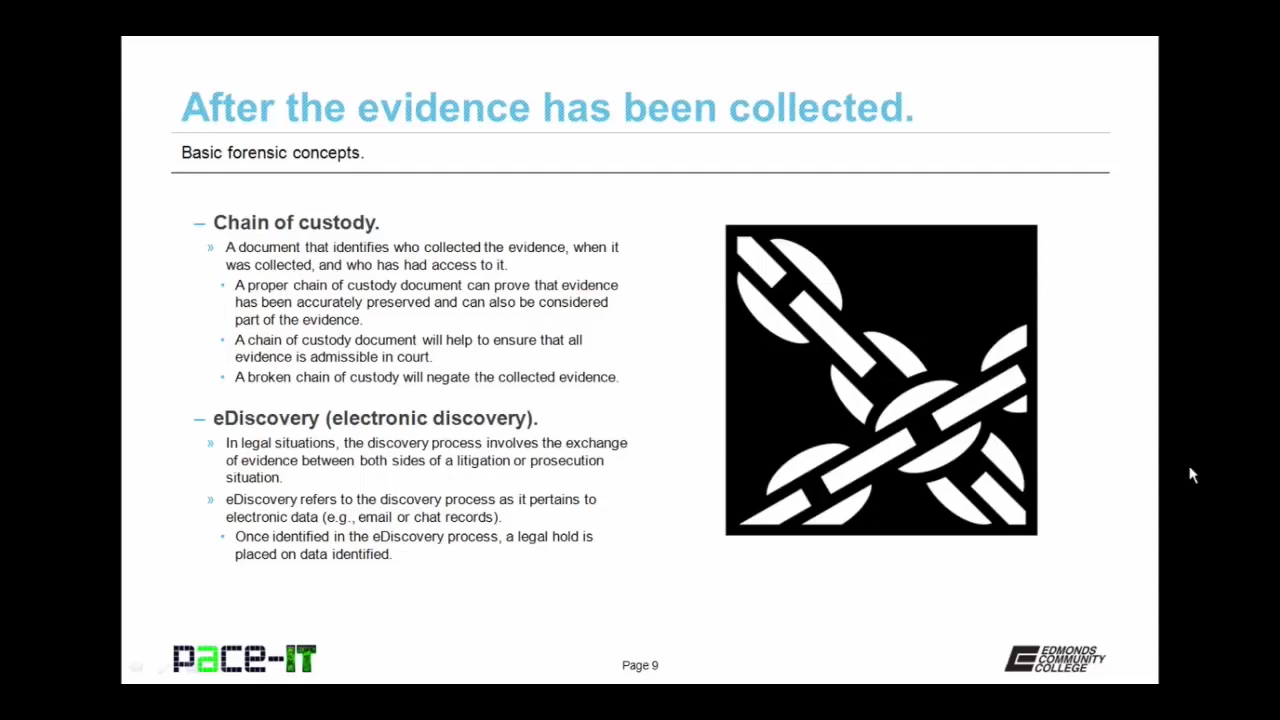 After the evidence has been collected.
Basic forensic concepts.
– Chain of custody.
» A document that identifies who collected the evidence, when it
was collected, and who has had access to it.
• A proper chain of custody document can prove that evidence
has been accurately preserved and can also be considered
part of the evidence.
• A chain of custody document will help to ensure that all
evidence is admissible in court.
• A broken chain of custody will negate the collected evidence.
– eDiscovery (electronic discovery).
» In legal situations, the discovery process involves the exchange
of evidence between both sides of a litigation or prosecution
situation.
» eDiscovery refers to the discovery process as it pertains to
electronic data (e.g., email or chat records).
• Once identified in the eDiscovery process, a legal hold is
placed on data identified.
pace-IT
Page 9
EDMONDS
COMMUNITY
COLLEGE